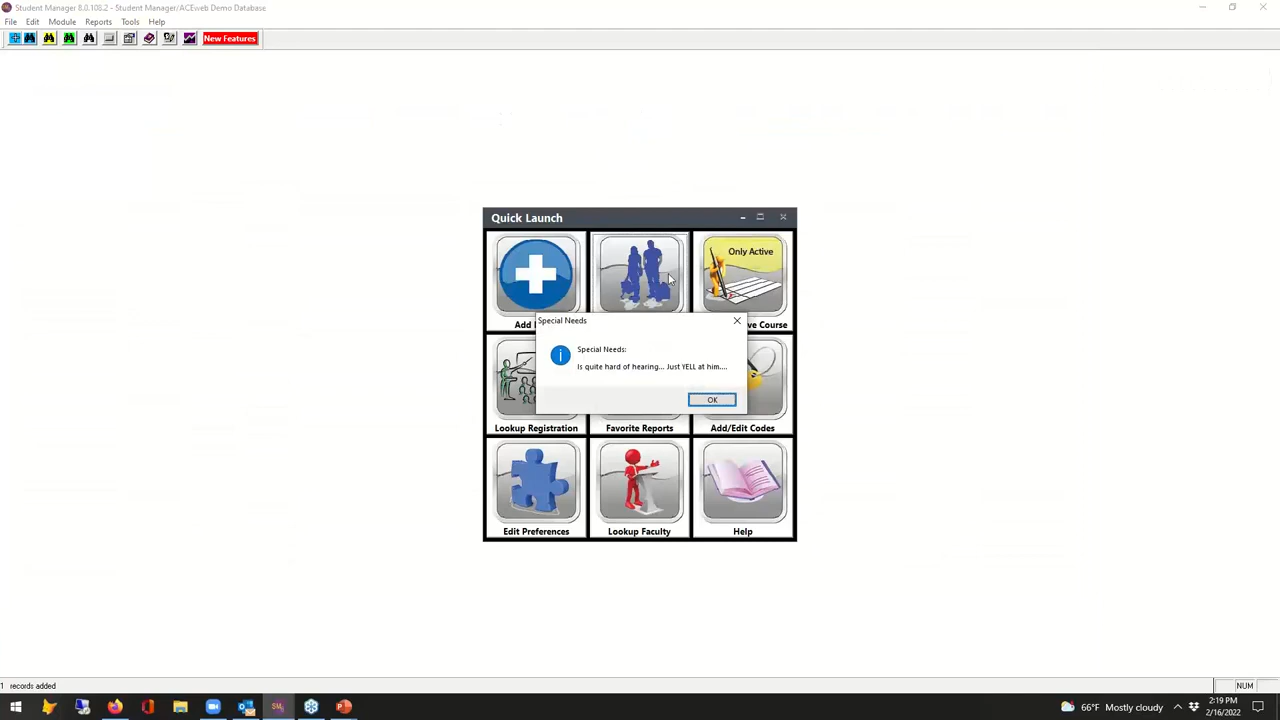 Student Manager 8.0.108.2 - Student Manager/ACEweb Demo Database
File Edit Module Reports Tools Help
New Features
Quick Launch
Only Active
Add
ve Course
Special Needs
Special Needs:
Is quite hard of hearing... Just YELL at him....
OK
Lookup Registration Favorite Reports Add/Edit Codes
Edit Preferences Lookup Faculty Help
1 records added NUM
66°F Mostly cloudy 2:19 PM
2/16/2022